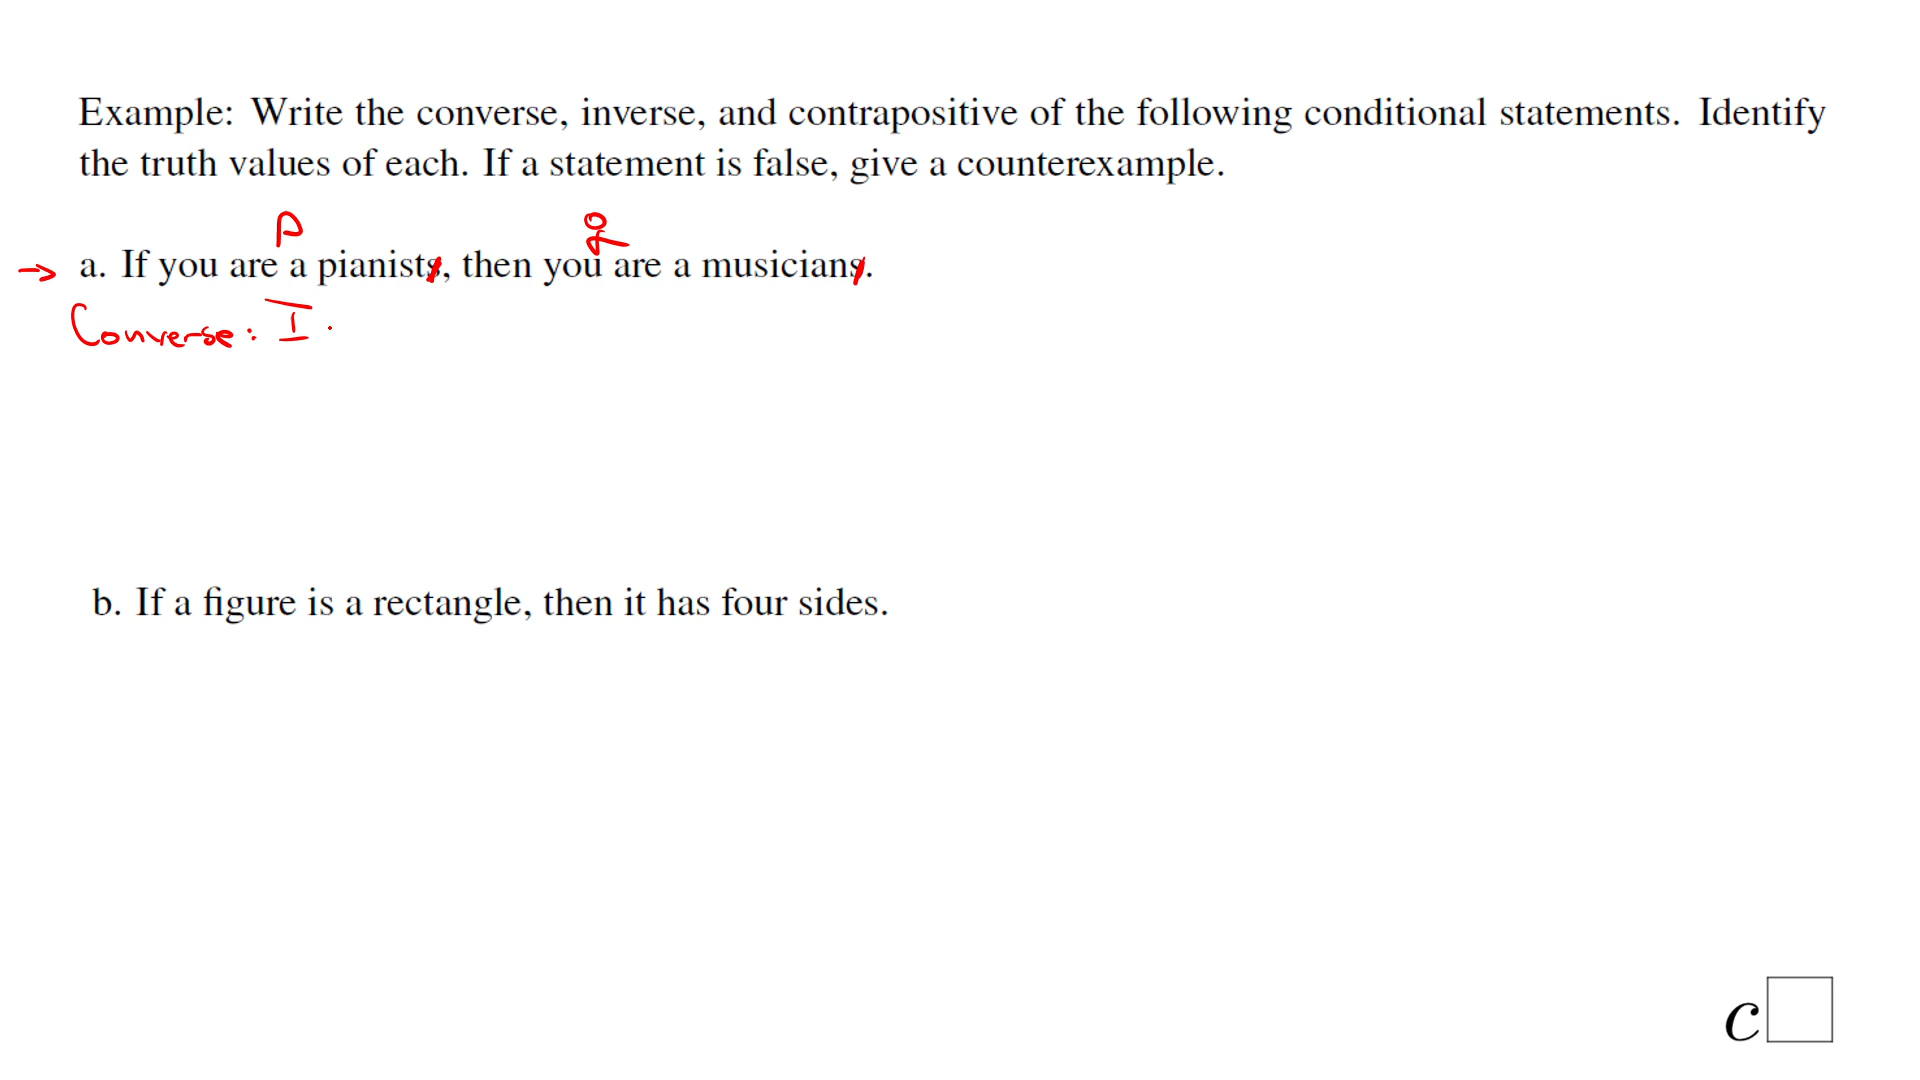 Example: Write the converse, inverse, and contrapositive of the following conditional statements. Identify
the truth values of each. If a statement is false, give a counterexample.
p q
a. If you are a pianists, then you are a musicians.
Converse: I
b. If a figure is a rectangle, then it has four sides.
c